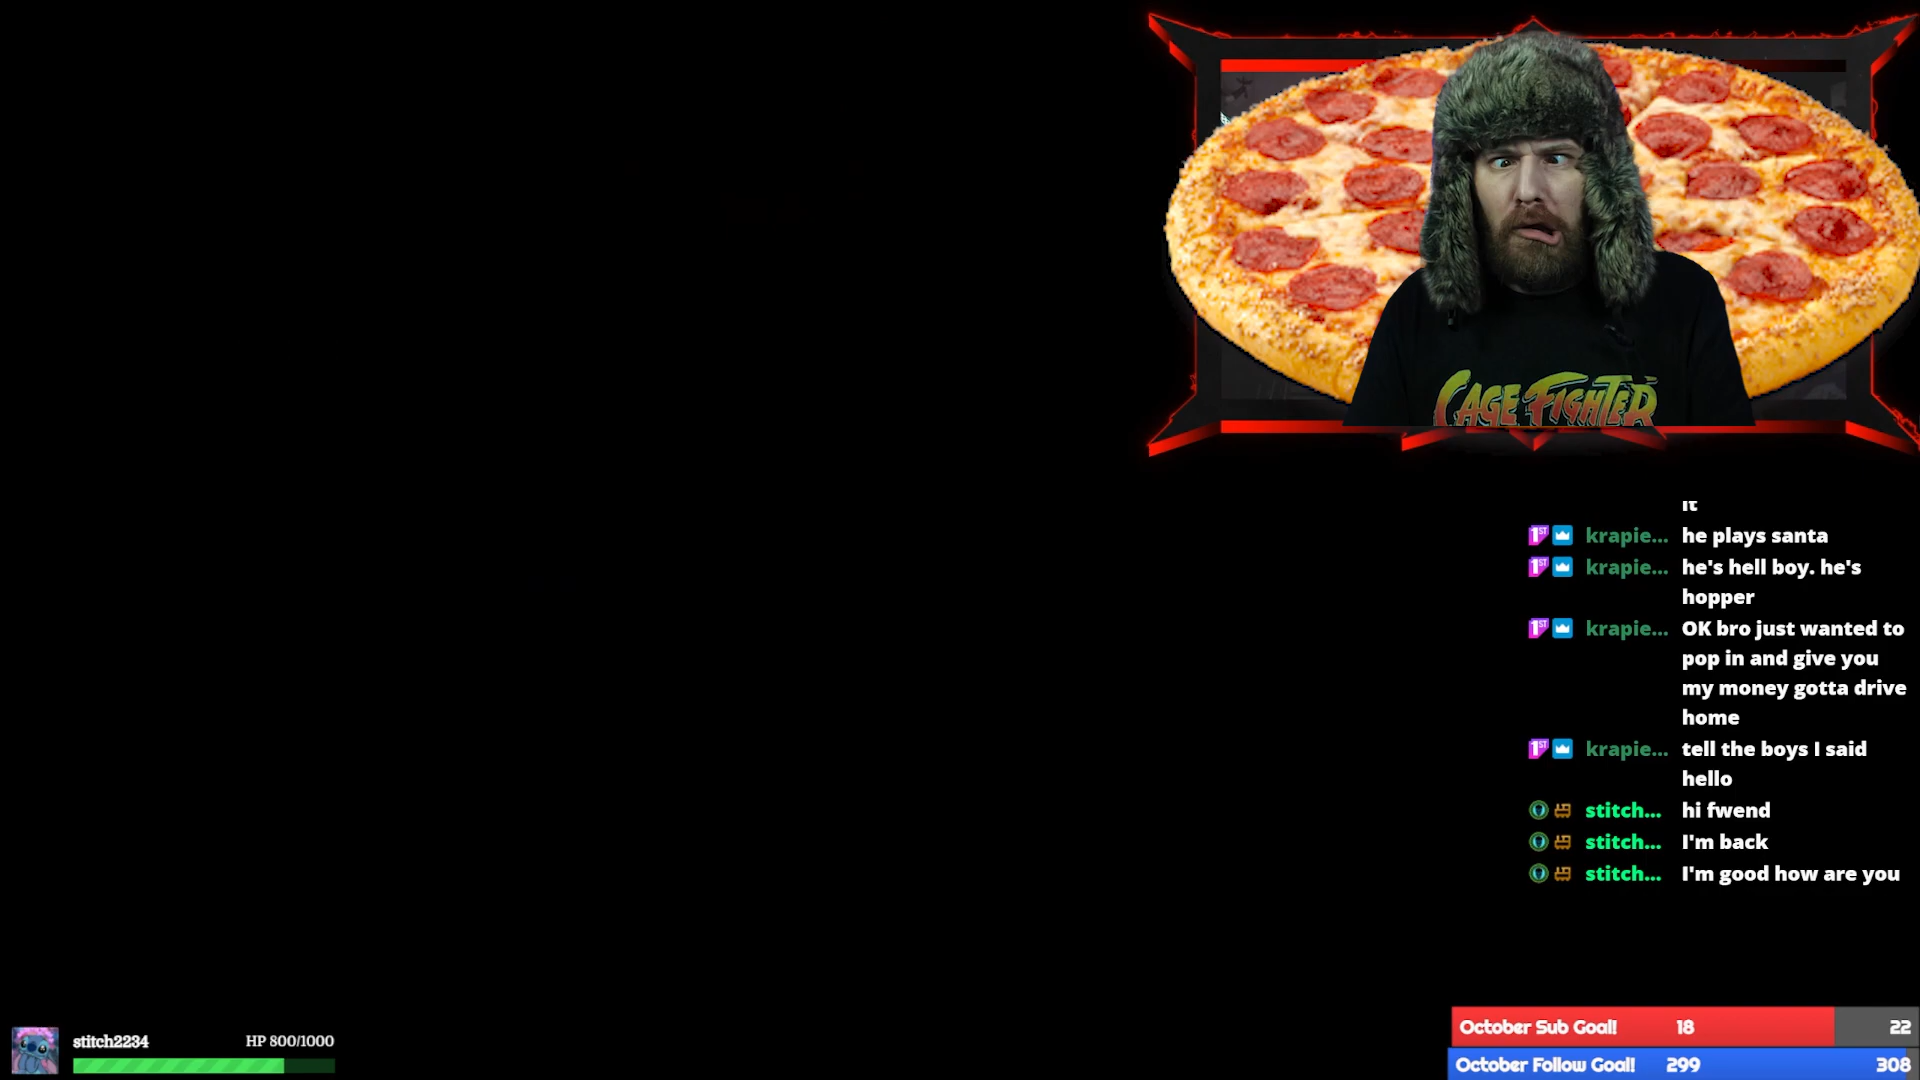 CAGE FIGHTER
it
krapie... he plays santa
krapie... he's hell boy. he's
hopper
krapie... OK bro just wanted to
pop in and give you
my money gotta drive
home
krapie... tell the boys I said
hello
stitch... hi fwend
stitch... I'm back
stitch... I'm good how are you
stitch2234 HP 800/1000
October Sub Goal! 18 22
October Follow Goal! 299 308